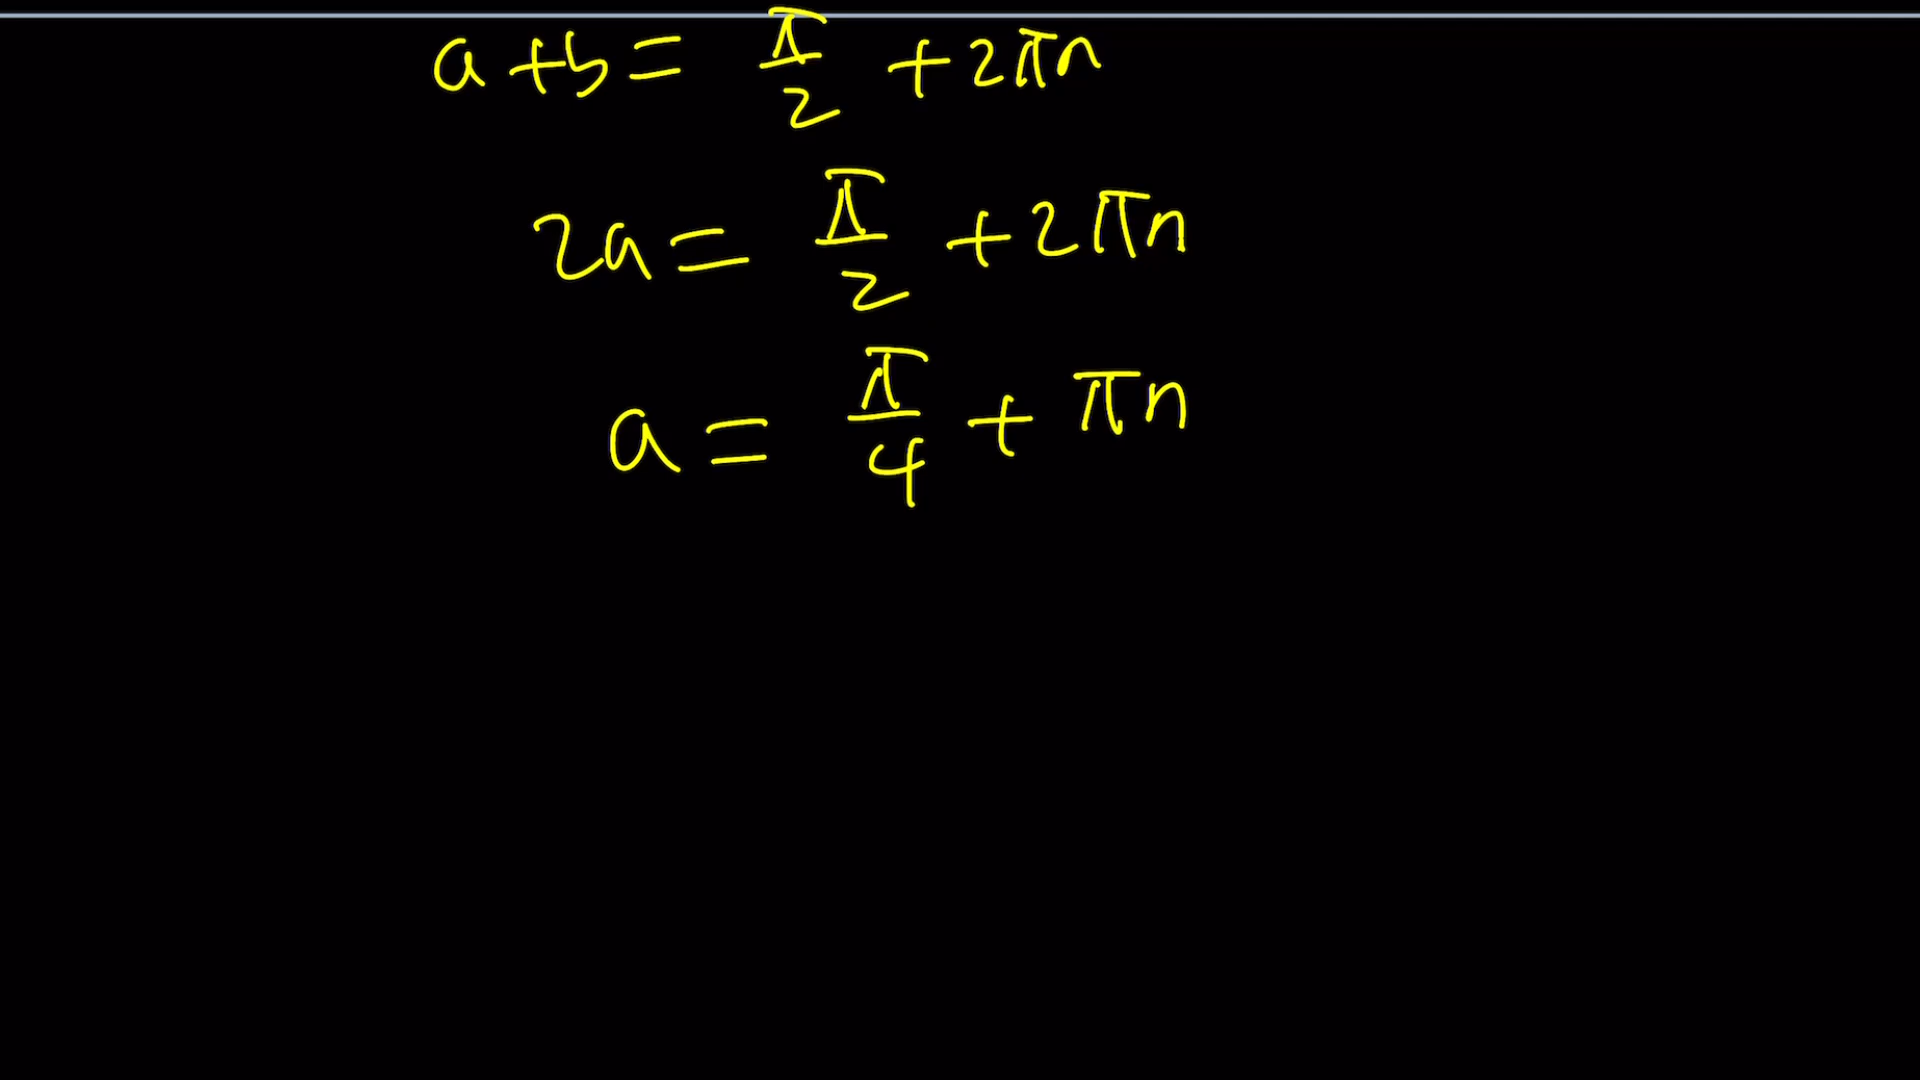 a + b = π/2 + 2πn
2a = π/2 + 2πn
a = π/4 + πn